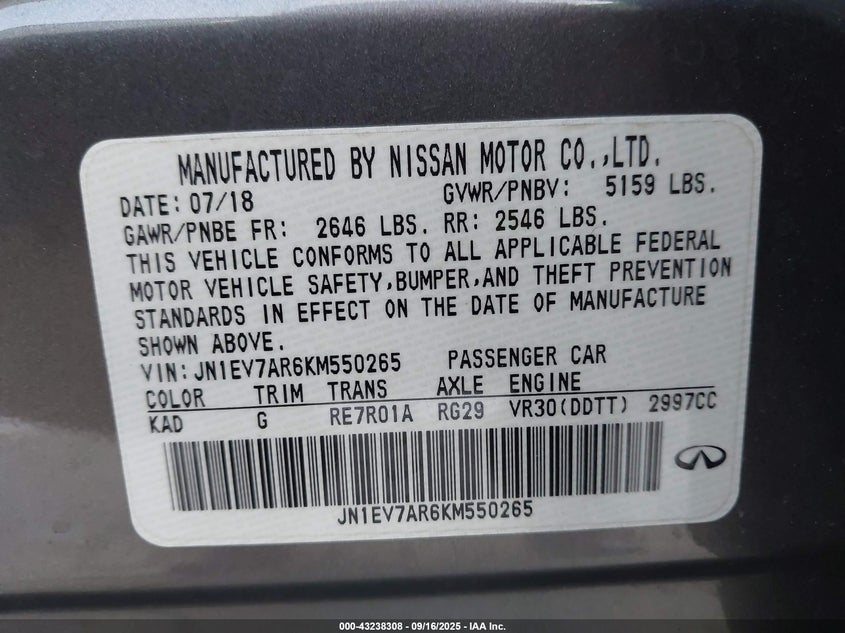 MANUFACTURED BY NISSAN MOTOR CO.,LTD.
DATE: 07/18 GVWR/PNBV: 5159 LBS.
GAWR/PNBE FR: 2646 LBS. RR: 2546 LBS.
THIS VEHICLE CONFORMS TO ALL APPLICABLE FEDERAL
MOTOR VEHICLE SAFETY,BUMPER,AND THEFT PREVENTION
STANDARDS IN EFFECT ON THE DATE OF MANUFACTURE
SHOWN ABOVE.
VIN: JN1EV7AR6KM550265 PASSENGER CAR
COLOR TRIM TRANS AXLE ENGINE
KAD G RE7R01A RG29 VR30(DDTT) 2997CC
JN1EV7AR6KM550265
000-43238308 - 09/16/2025 - IAA Inc.